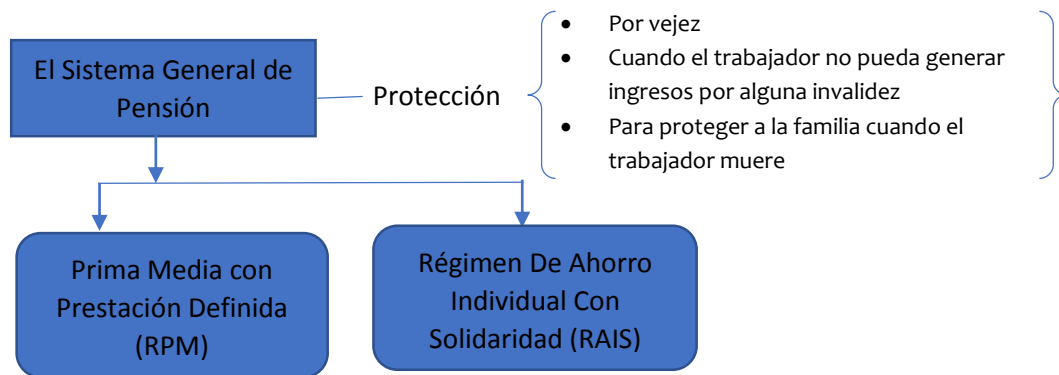 El Sistema General de
Pensión
Protección
• Por vejez
• Cuando el trabajador no pueda generar
ingresos por alguna invalidez
• Para proteger a la familia cuando el
trabajador muere
Prima Media con
Prestación Definida
(RPM)
Régimen De Ahorro
Individual Con
Solidaridad (RAIS)